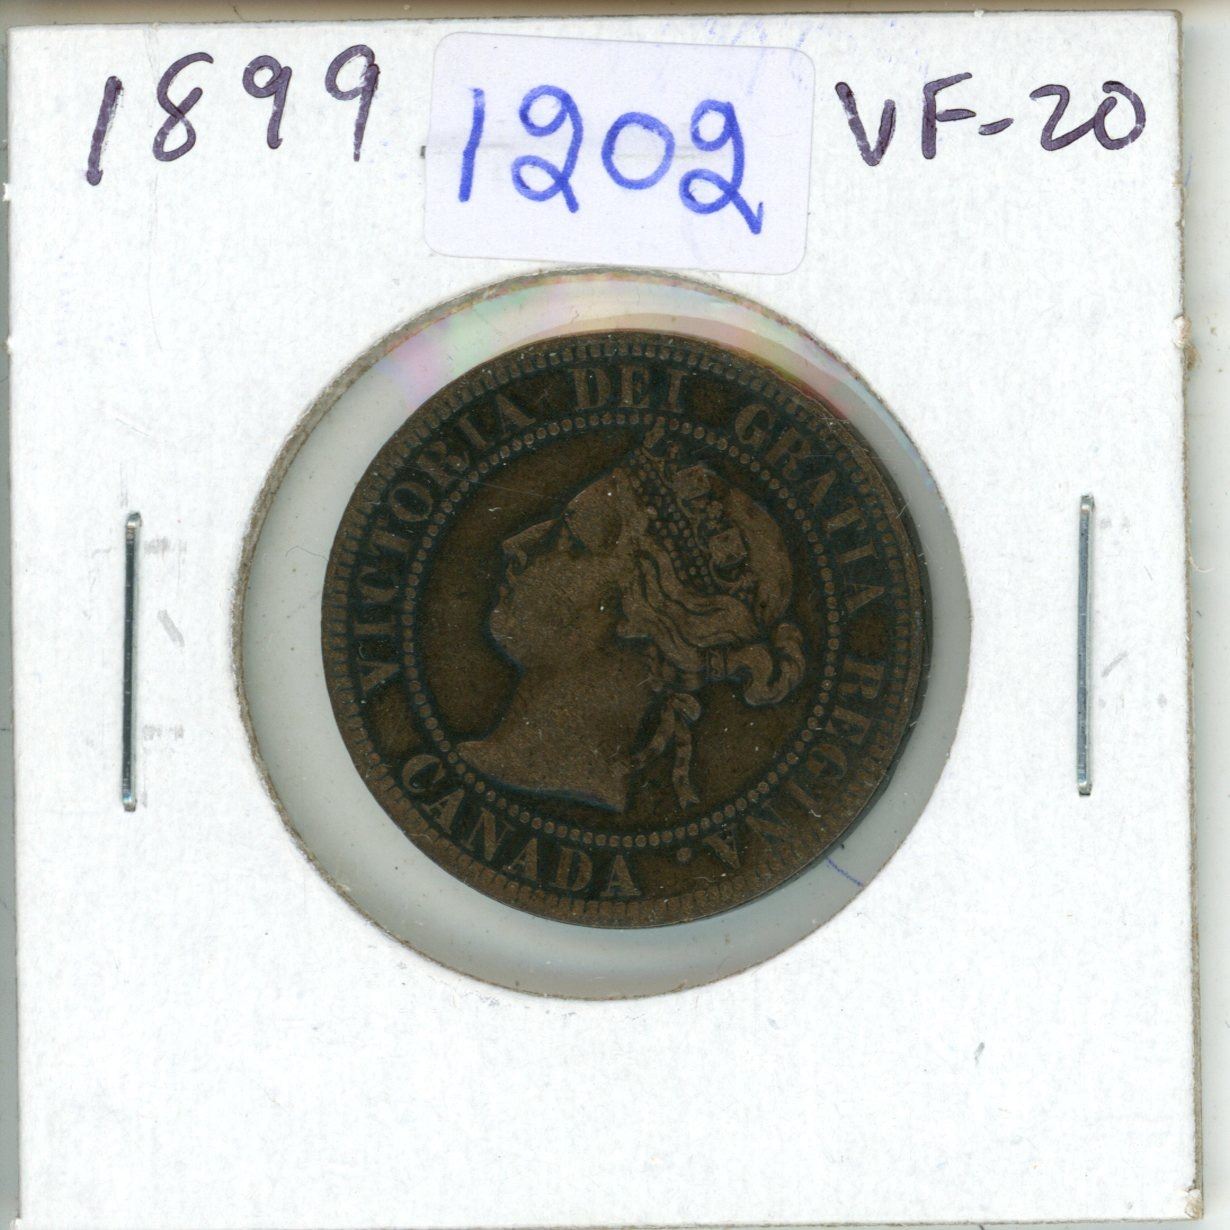 1899 1202 VF-20
VICTORIA DEI GRATIA REGINA.
CANADA